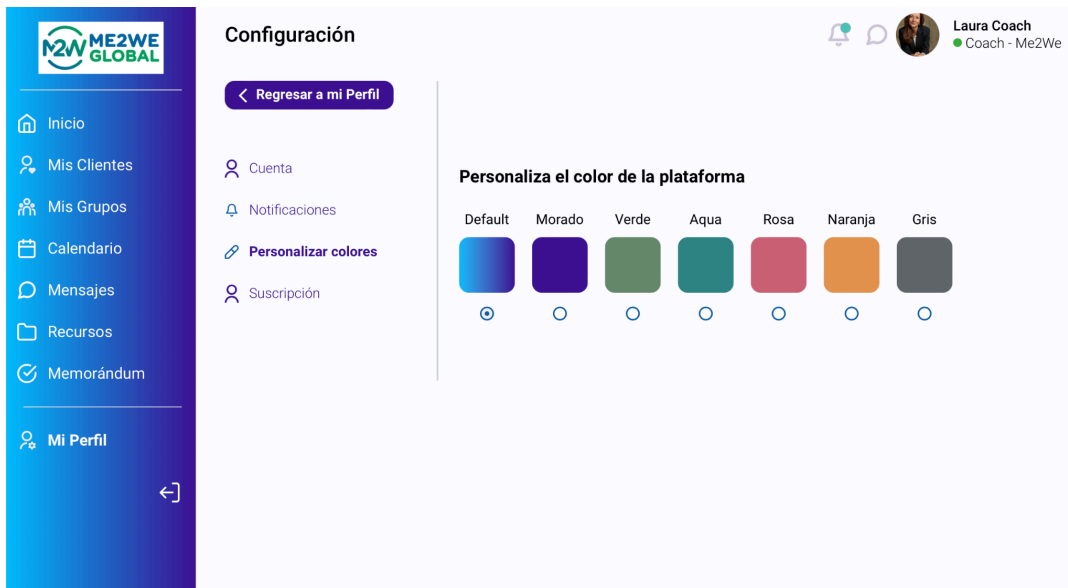 M2W ME2WE
GLOBAL
Inicio
Mis Clientes
Mis Grupos
Calendario
Mensajes
Recursos
Memorándum
Mi Perfil
Configuración
Laura Coach
Coach - Me2We
Regresar a mi Perfil
Cuenta
Notificaciones
Personalizar colores
Suscripción
Personaliza el color de la plataforma
Default Morado Verde Aqua Rosa Naranja Gris